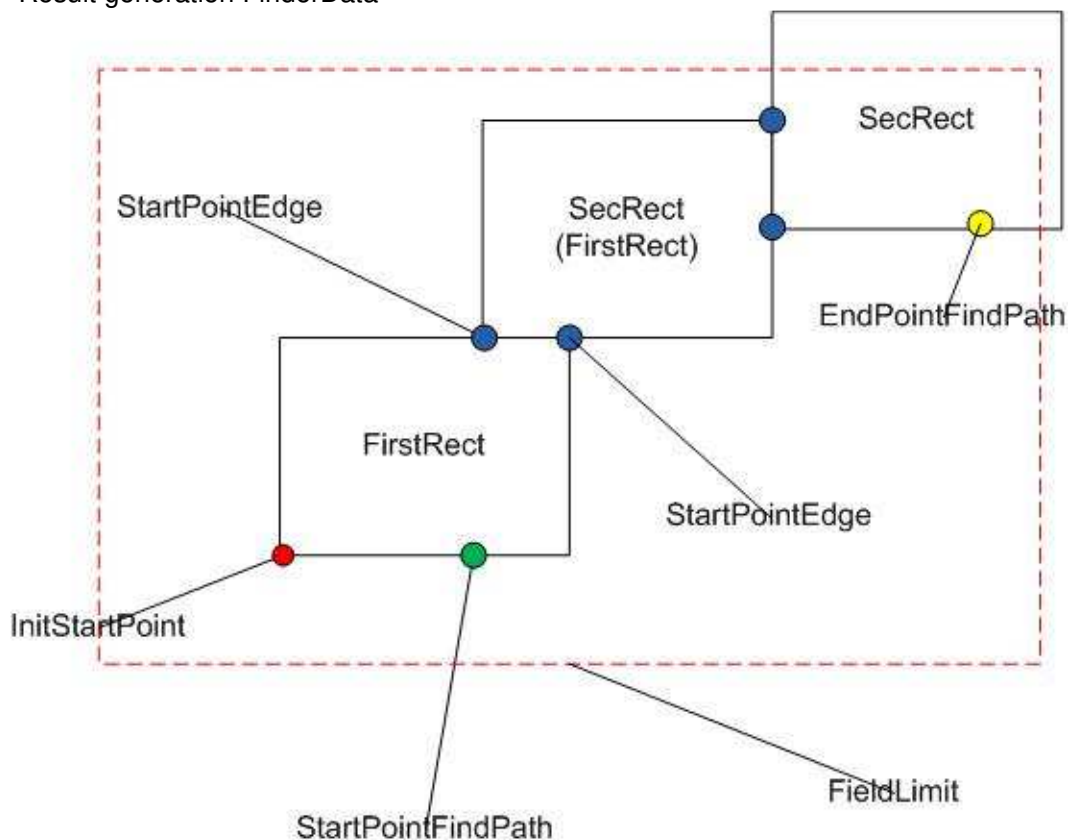 Result generation FinderData
SecRect
StartPointEdge
SecRect
(FirstRect)
EndPointFindPath
FirstRect
StartPointEdge
InitStartPoint
FieldLimit
StartPointFindPath